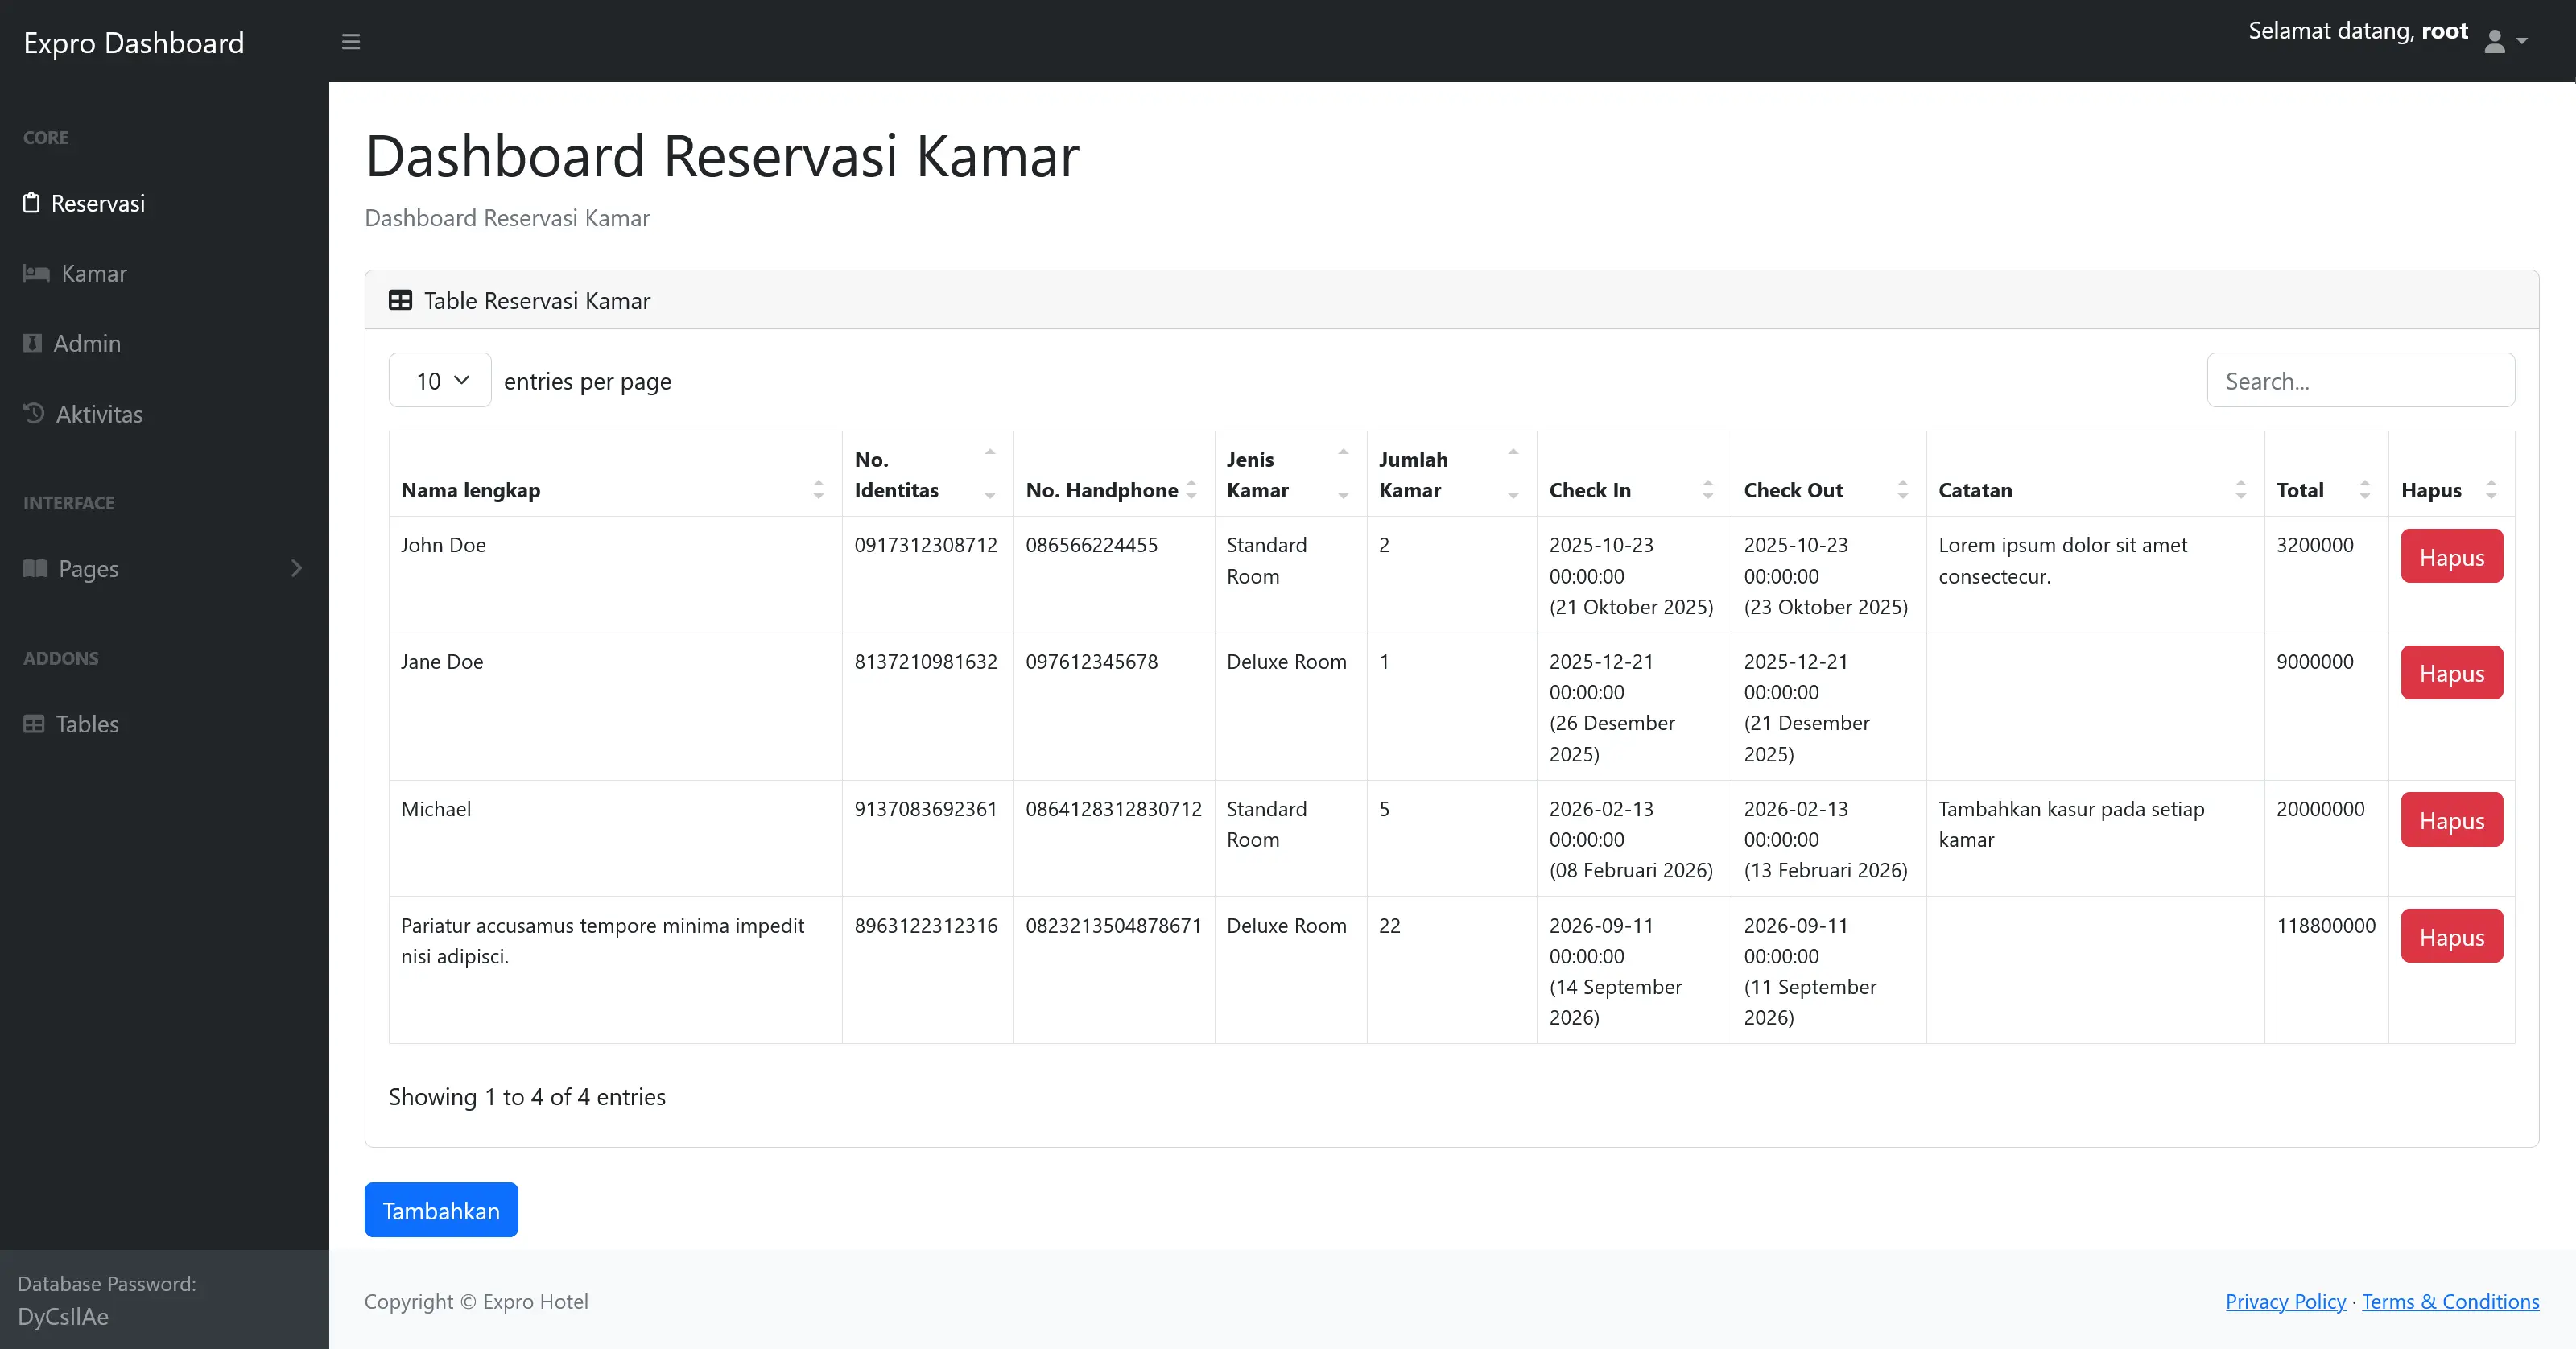 Expro Dashboard
Selamat datang, root
CORE
Reservasi
Kamar
Admin
Aktivitas
INTERFACE
Pages
ADDONS
Tables
Database Password:
Dashboard Reservasi Kamar
Dashboard Reservasi Kamar
Table Reservasi Kamar
10 entries per page
Search...
Nama lengkap No. Identitas No. Handphone Jenis Kamar Jumlah Kamar Check In Check Out Catatan Total Hapus
John Doe 0917312308712 086566224455 Standard Room 2 2025-10-23 00:00:00 (21 Oktober 2025) 2025-10-23 00:00:00 (23 Oktober 2025) Lorem ipsum dolor sit amet consectecur. 3200000 Hapus
Jane Doe 8137210981632 097612345678 Deluxe Room 1 2025-12-21 00:00:00 (26 Desember 2025) 2025-12-21 00:00:00 (21 Desember 2025) 9000000 Hapus
Michael 9137083692361 0864128312830712 Standard Room 5 2026-02-13 00:00:00 (08 Februari 2026) 2026-02-13 00:00:00 (13 Februari 2026) Tambahkan kasur pada setiap kamar 20000000 Hapus
Pariatur accusamus tempore minima impedit nisi adipisci. 8963122312316 0823213504878671 Deluxe Room 22 2026-09-11 00:00:00 (14 September 2026) 2026-09-11 00:00:00 (11 September 2026) 118800000 Hapus
Showing 1 to 4 of 4 entries
Tambahkan
Copyright © Expro Hotel
Privacy Policy · Terms & Conditions